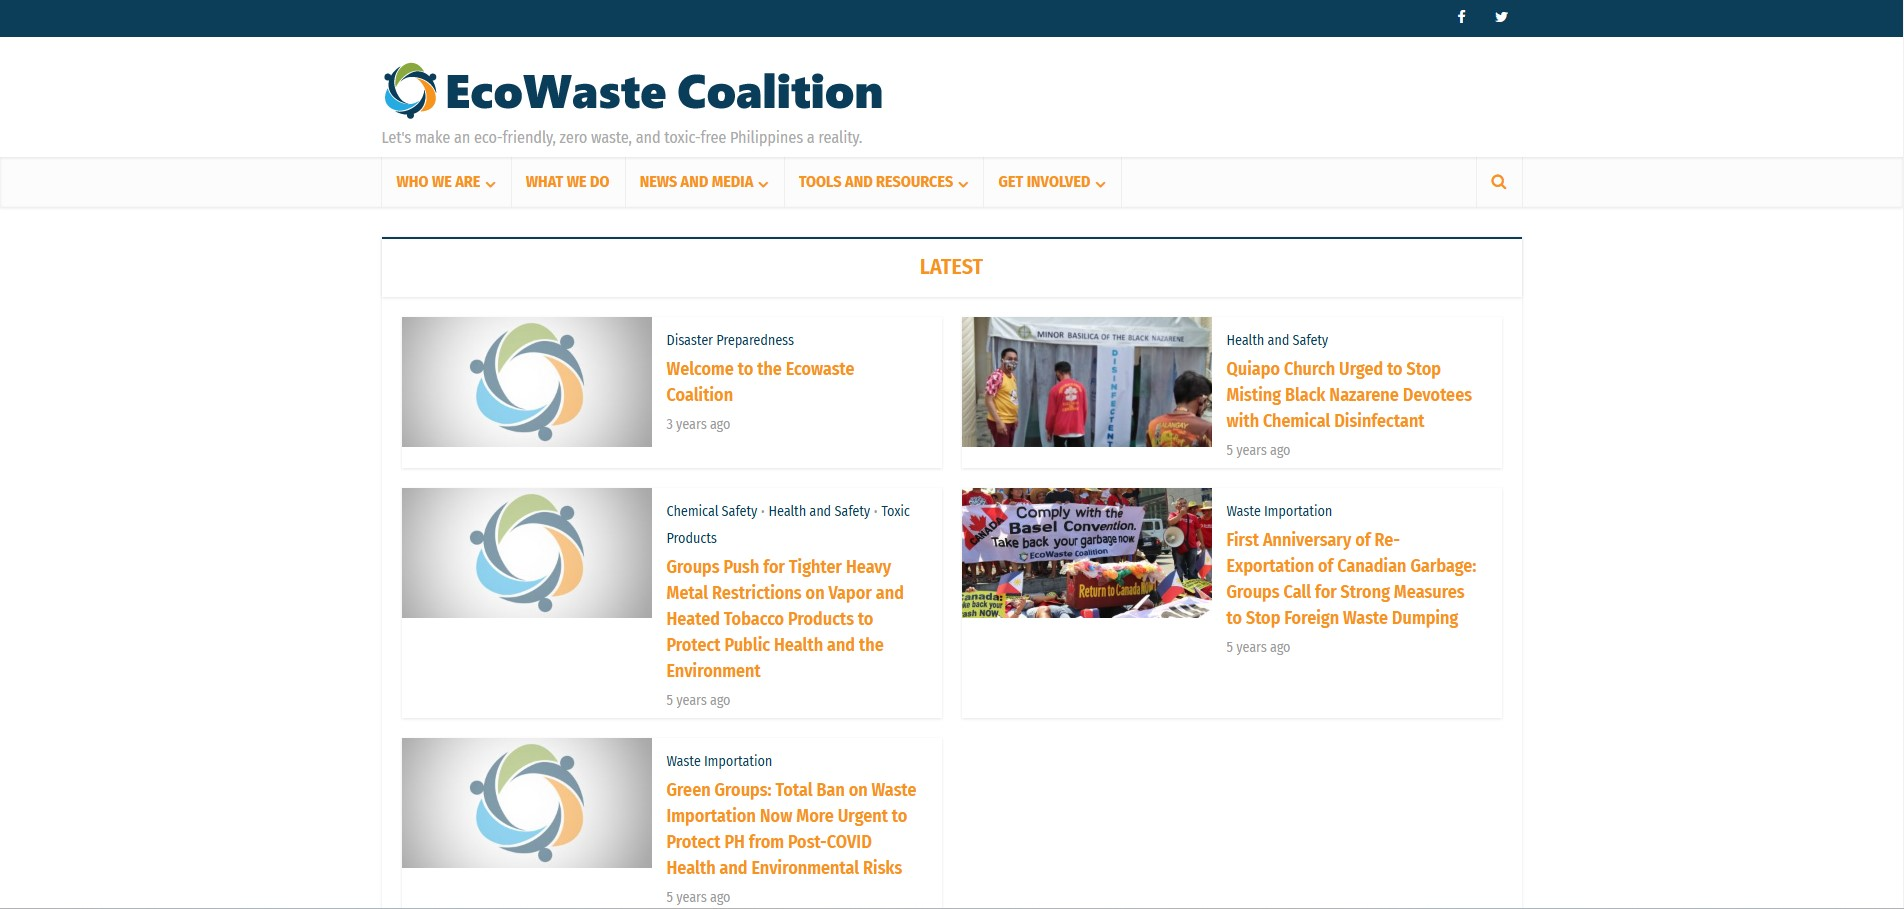 EcoWaste Coalition
Let's make an eco-friendly, zero waste, and toxic-free Philippines a reality.
WHO WE ARE
WHAT WE DO
NEWS AND MEDIA
TOOLS AND RESOURCES
GET INVOLVED
LATEST
Disaster Preparedness
Welcome to the Ecowaste
Coalition
3 years ago
MINOR BASILICA OF THE BLACK NAZARENE
DISINFECTENT
Health and Safety
Quiapo Church Urged to Stop
Misting Black Nazarene Devotees
with Chemical Disinfectant
5 years ago
Chemical Safety • Health and Safety • Toxic
Products
Groups Push for Tighter Heavy
Metal Restrictions on Vapor and
Heated Tobacco Products to
Protect Public Health and the
Environment
5 years ago
CANADA
Comply with the
Basel Convention.
Take back your garbage now.
EcoWaste Coalition
Return to Canada NOW!
Canada:
back your
NOW.
Waste Importation
First Anniversary of Re-
Exportation of Canadian Garbage:
Groups Call for Strong Measures
to Stop Foreign Waste Dumping
5 years ago
Waste Importation
Green Groups: Total Ban on Waste
Importation Now More Urgent to
Protect PH from Post-COVID
Health and Environmental Risks
5 years ago